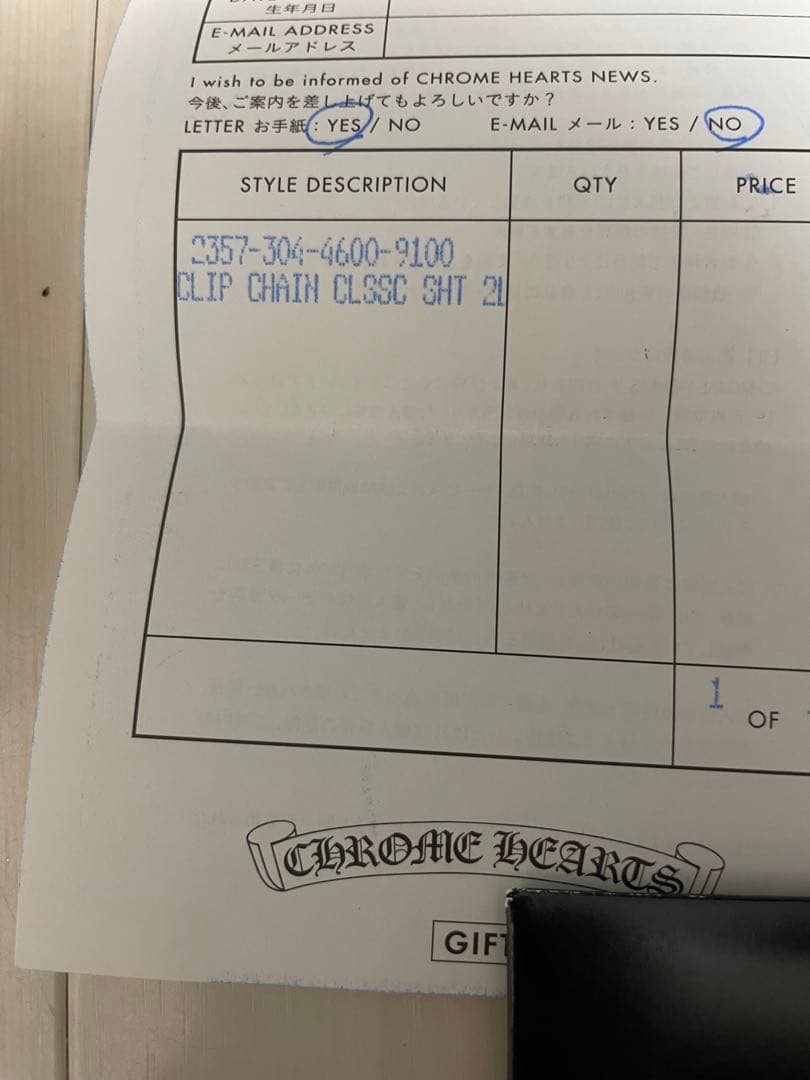 生年月日
E-MAIL ADDRESS
メールアドレス
I wish to be informed of CHROME HEARTS NEWS.
今後、ご案内を差し上げてもよろしいですか？
LETTER お手紙 : YES / NO E-MAIL メール : YES / NO
STYLE DESCRIPTION QTY PRICE
2357-304-4600-9100
CLIP CHAIN CLSSC SHT 2L
1 OF
CHROME HEARTS
GIFT